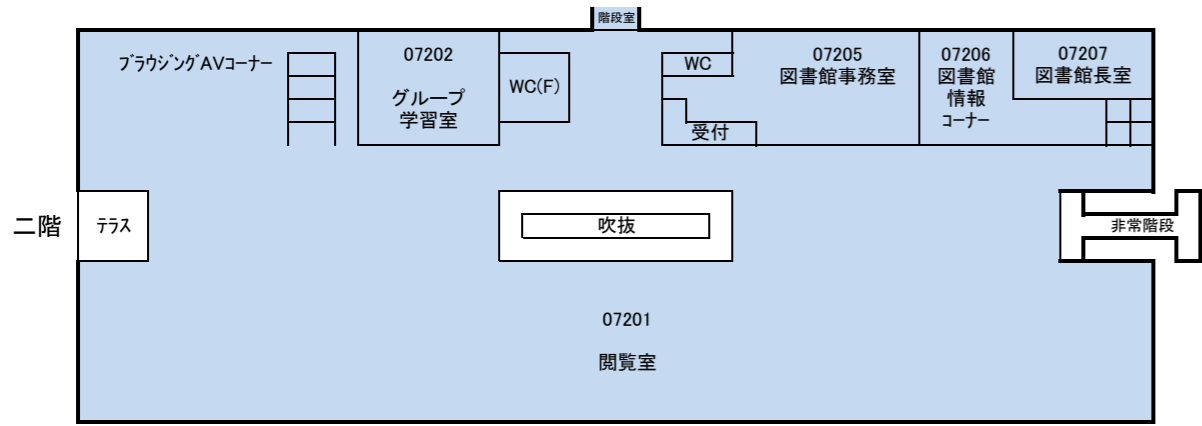 階段室
ﾌﾞﾗｳｼﾞﾝｸﾞAVｺｰﾅｰ
07202
グループ
学習室
WC(F)
WC
受付
07205
図書館事務室
07206
図書館
情報
ｺｰﾅｰ
07207
図書館長室
二階
ﾃﾗｽ
吹抜
非常階段
07201
閲覧室